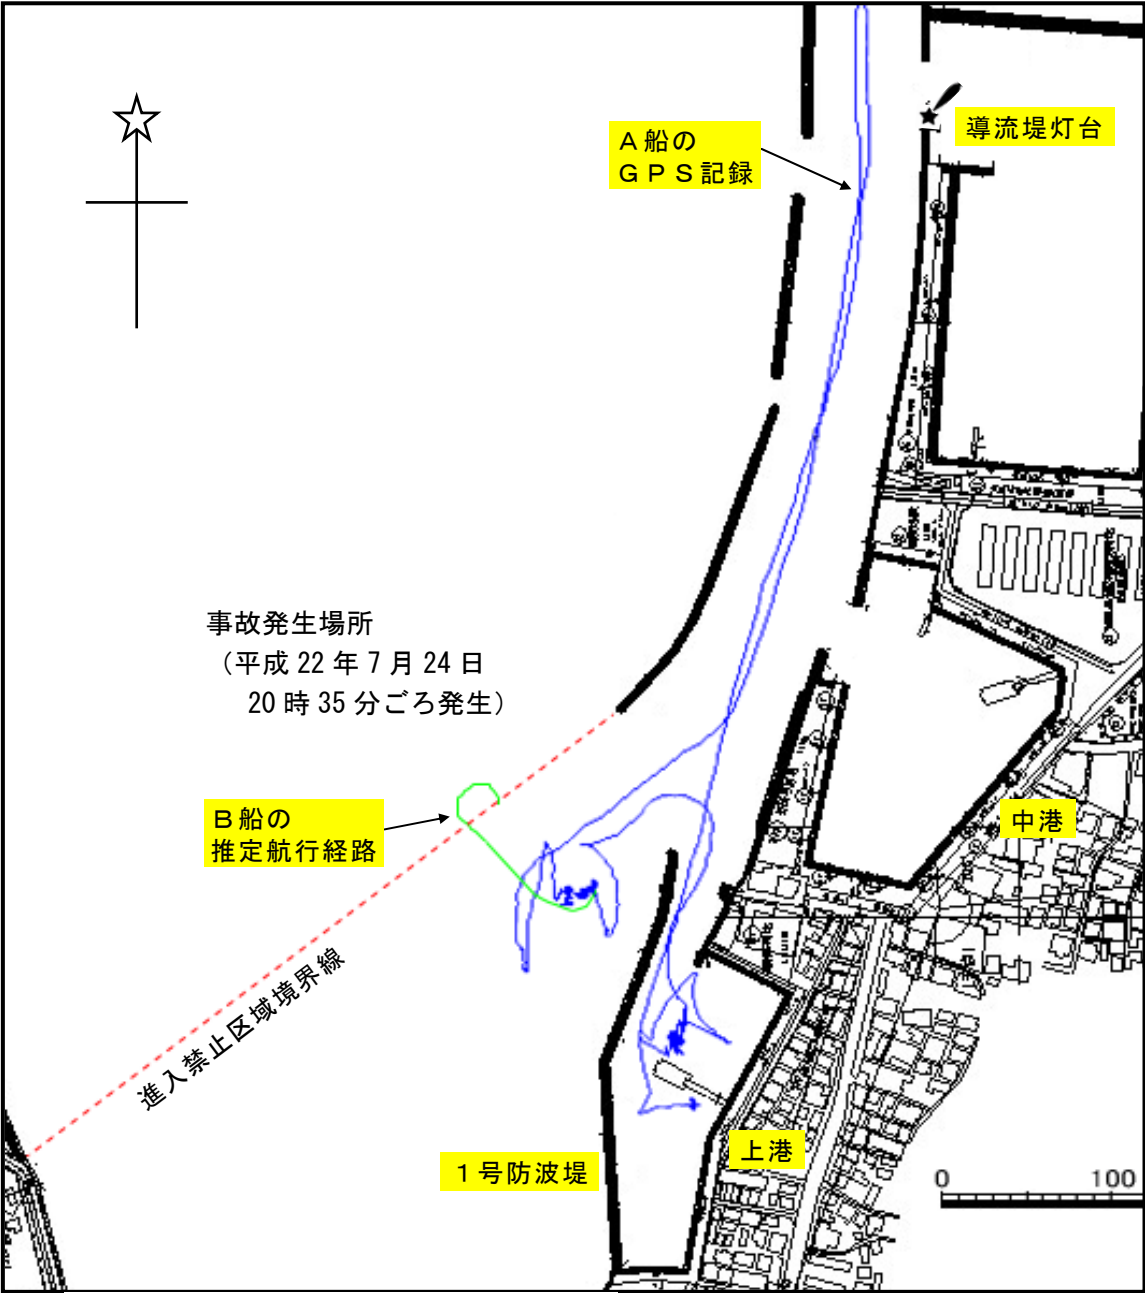 導流堤灯台
A船の
GPS記録
事故発生場所
（平成 22 年 7 月 24 日
20 時 35 分ごろ発生）
B船の
推定航行経路
中港
進入禁止区域境界線
上港
１号防波堤
0
100